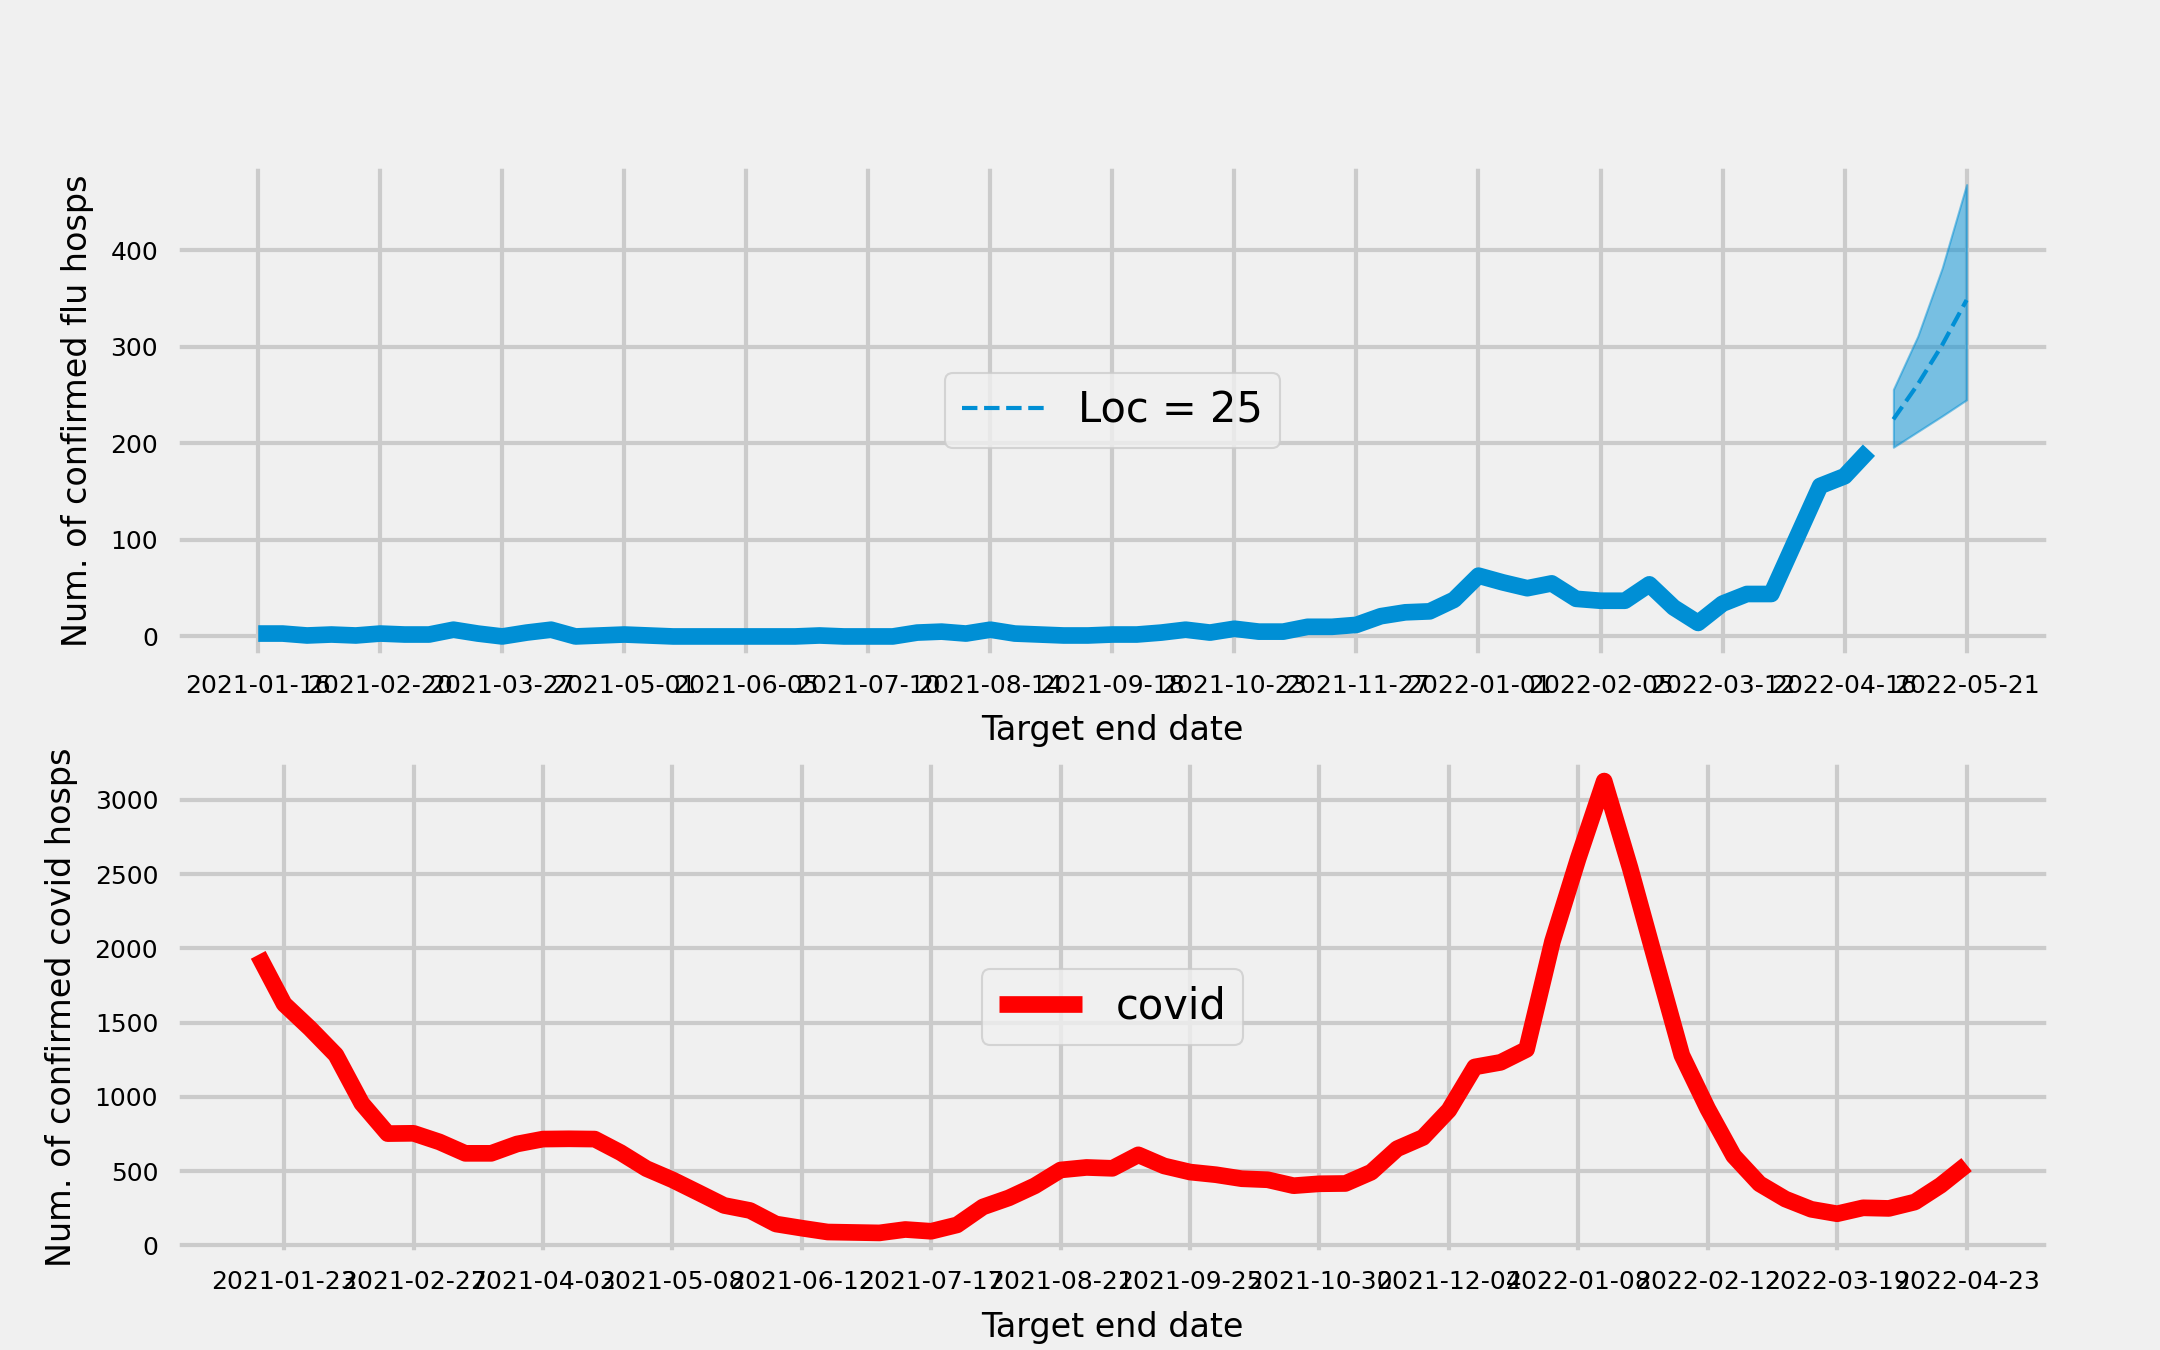 Num. of confirmed flu hosps
400
300
200
100
0
Loc = 25
2021-01-16 2021-02-20 2021-03-27 2021-05-01 2021-06-05 2021-07-10 2021-08-14 2021-09-18 2021-10-23 2021-11-27 2022-01-01 2022-02-05 2022-03-12 2022-04-16 2022-05-21
Target end date
Num. of confirmed covid hosps
3000
2500
2000
1500
1000
500
0
covid
2021-01-23 2021-02-27 2021-04-03 2021-05-08 2021-06-12 2021-07-17 2021-08-21 2021-09-25 2021-10-30 2021-12-04 2022-01-08 2022-02-12 2022-03-19 2022-04-23
Target end date